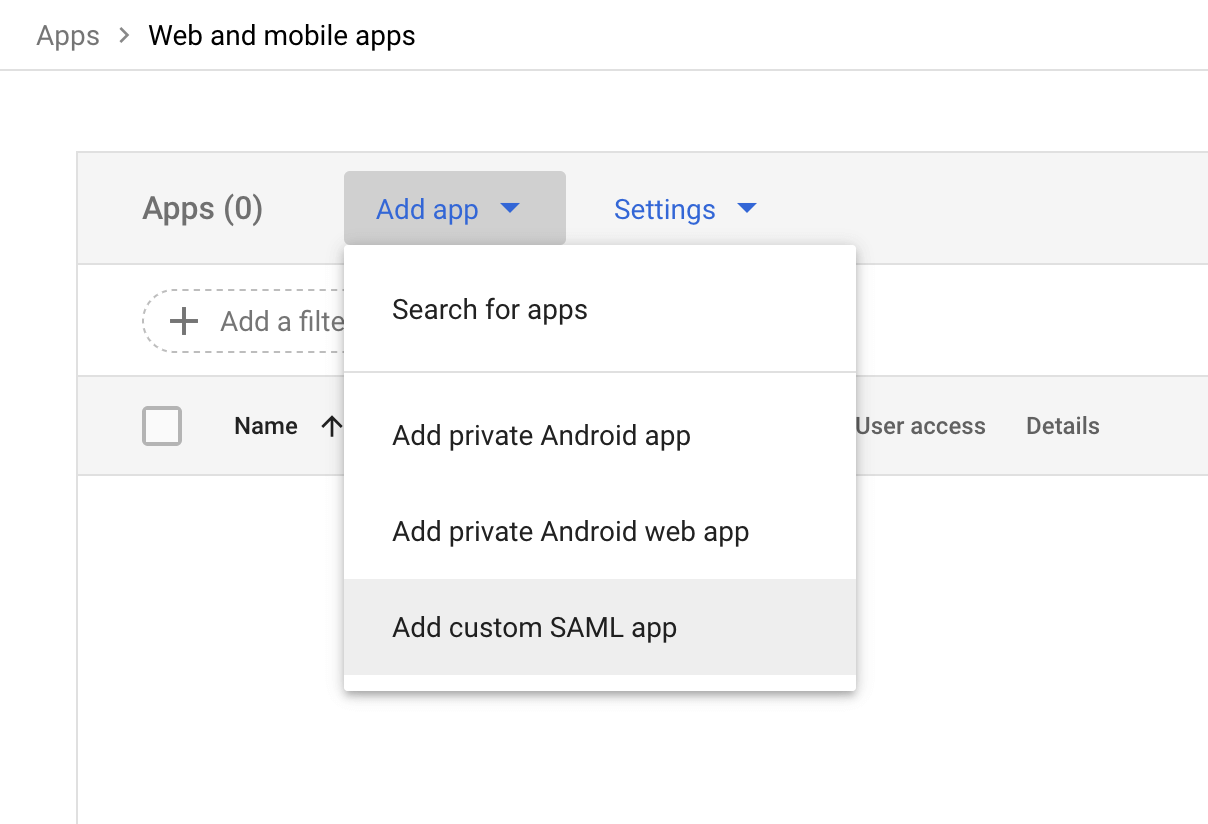 Apps > Web and mobile apps
Apps (0) Add app Settings
Add a filte
Search for apps
Name User access Details
Add private Android app
Add private Android web app
Add custom SAML app